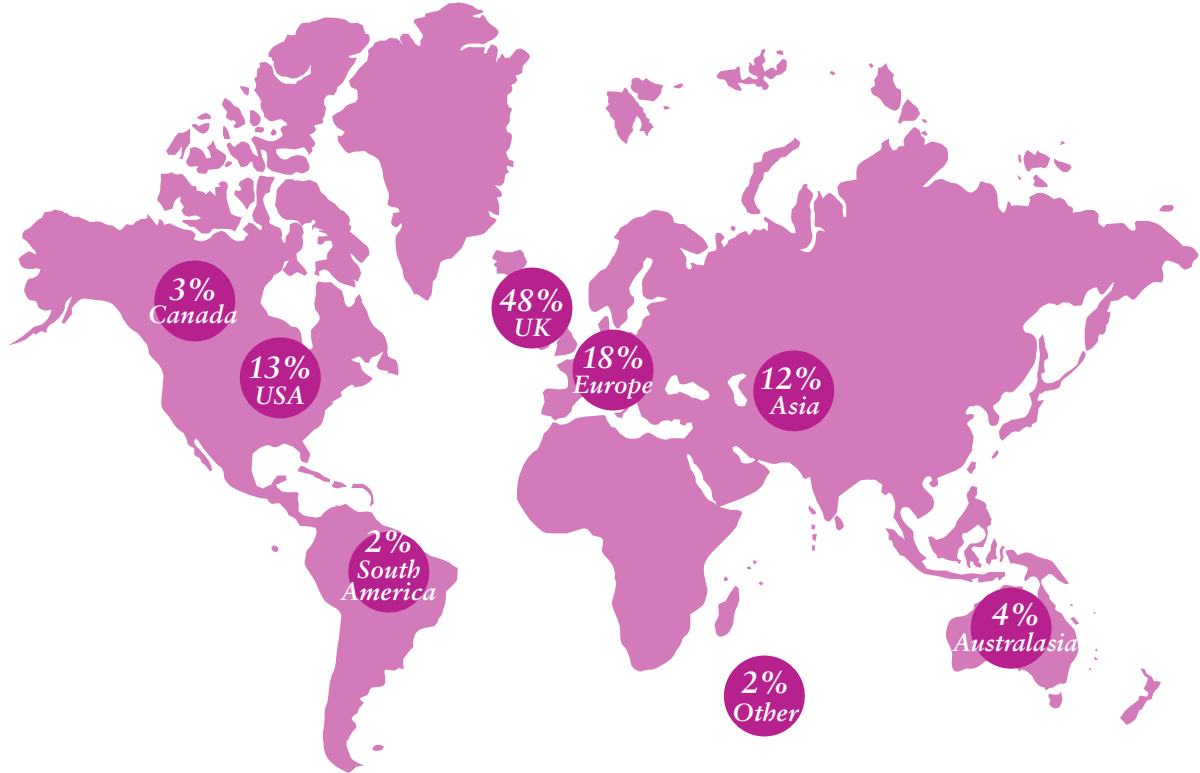 3%
Canada
13%
USA
48%
UK
18%
Europe
12%
Asia
2%
South
America
4%
Australasia
2%
Other